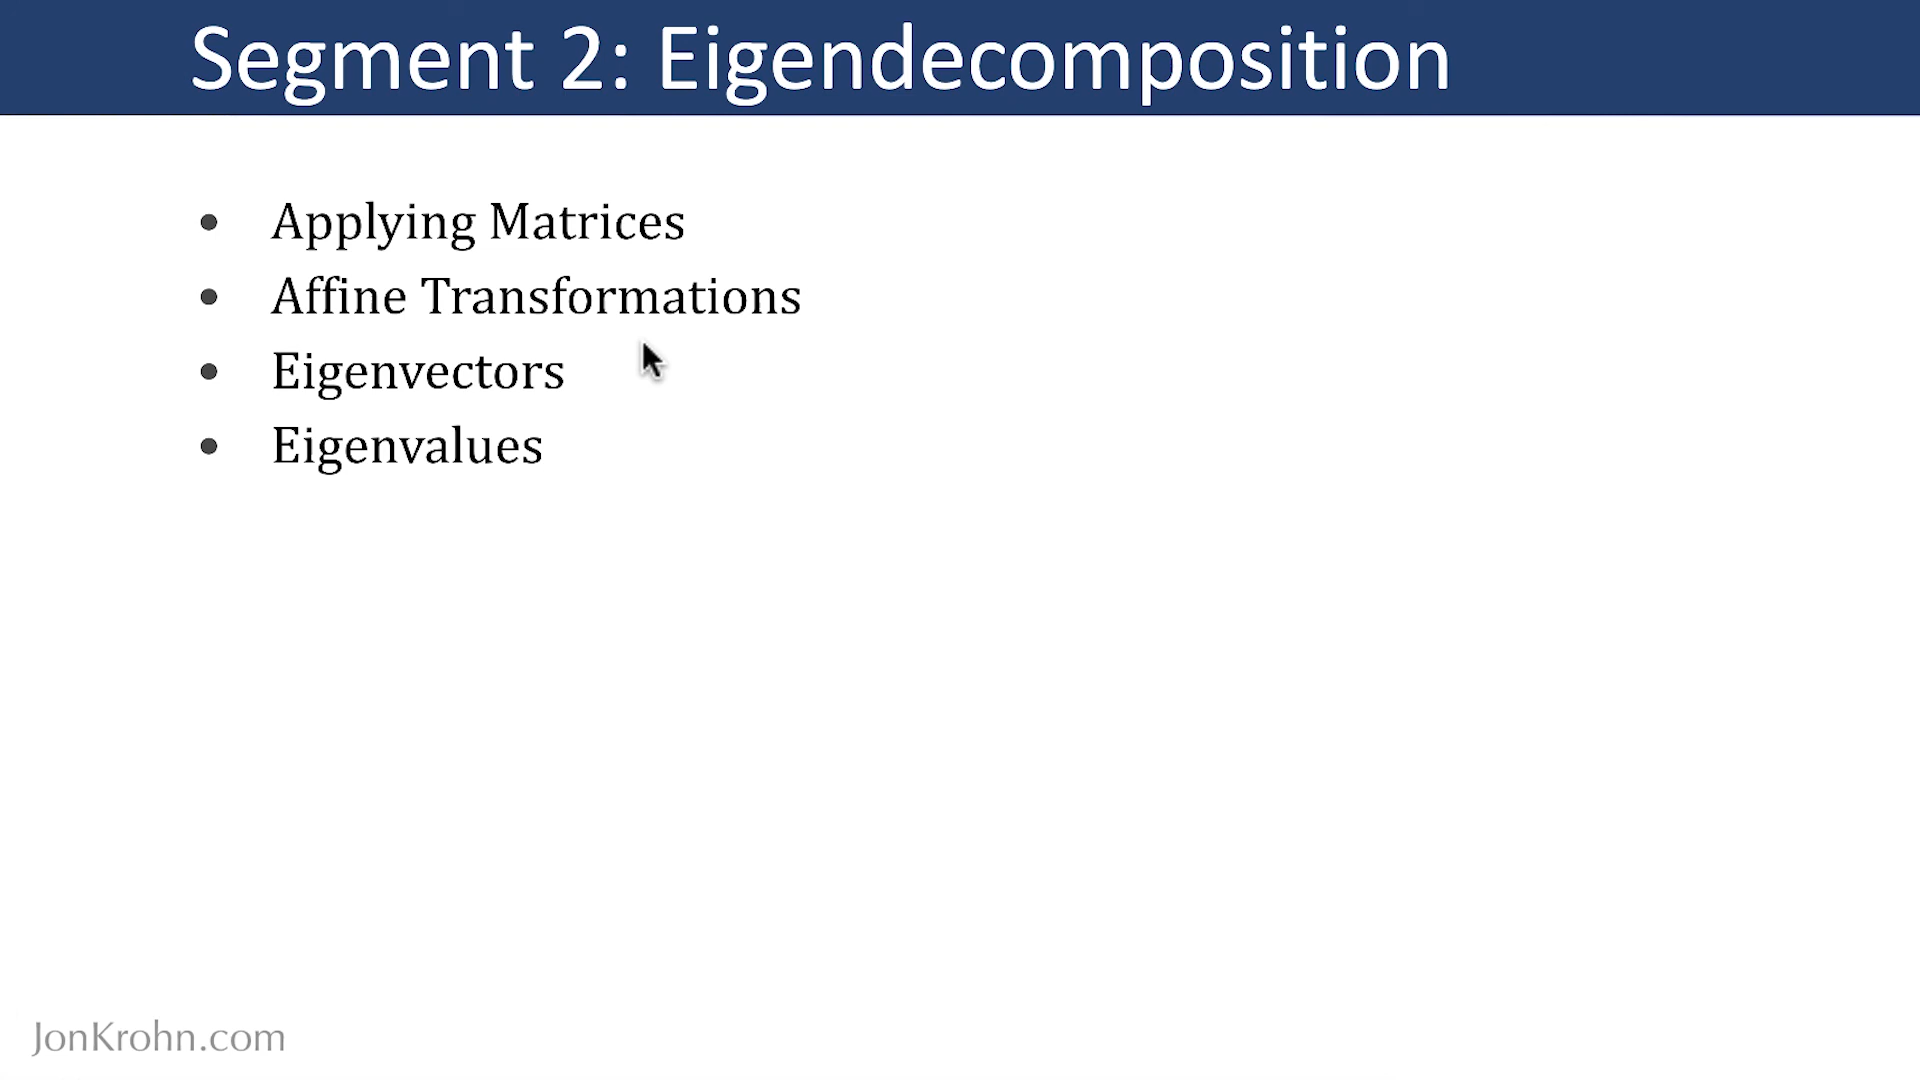 Segment 2: Eigendecomposition
• Applying Matrices
• Affine Transformations
• Eigenvectors
• Eigenvalues
JonKrohn.com